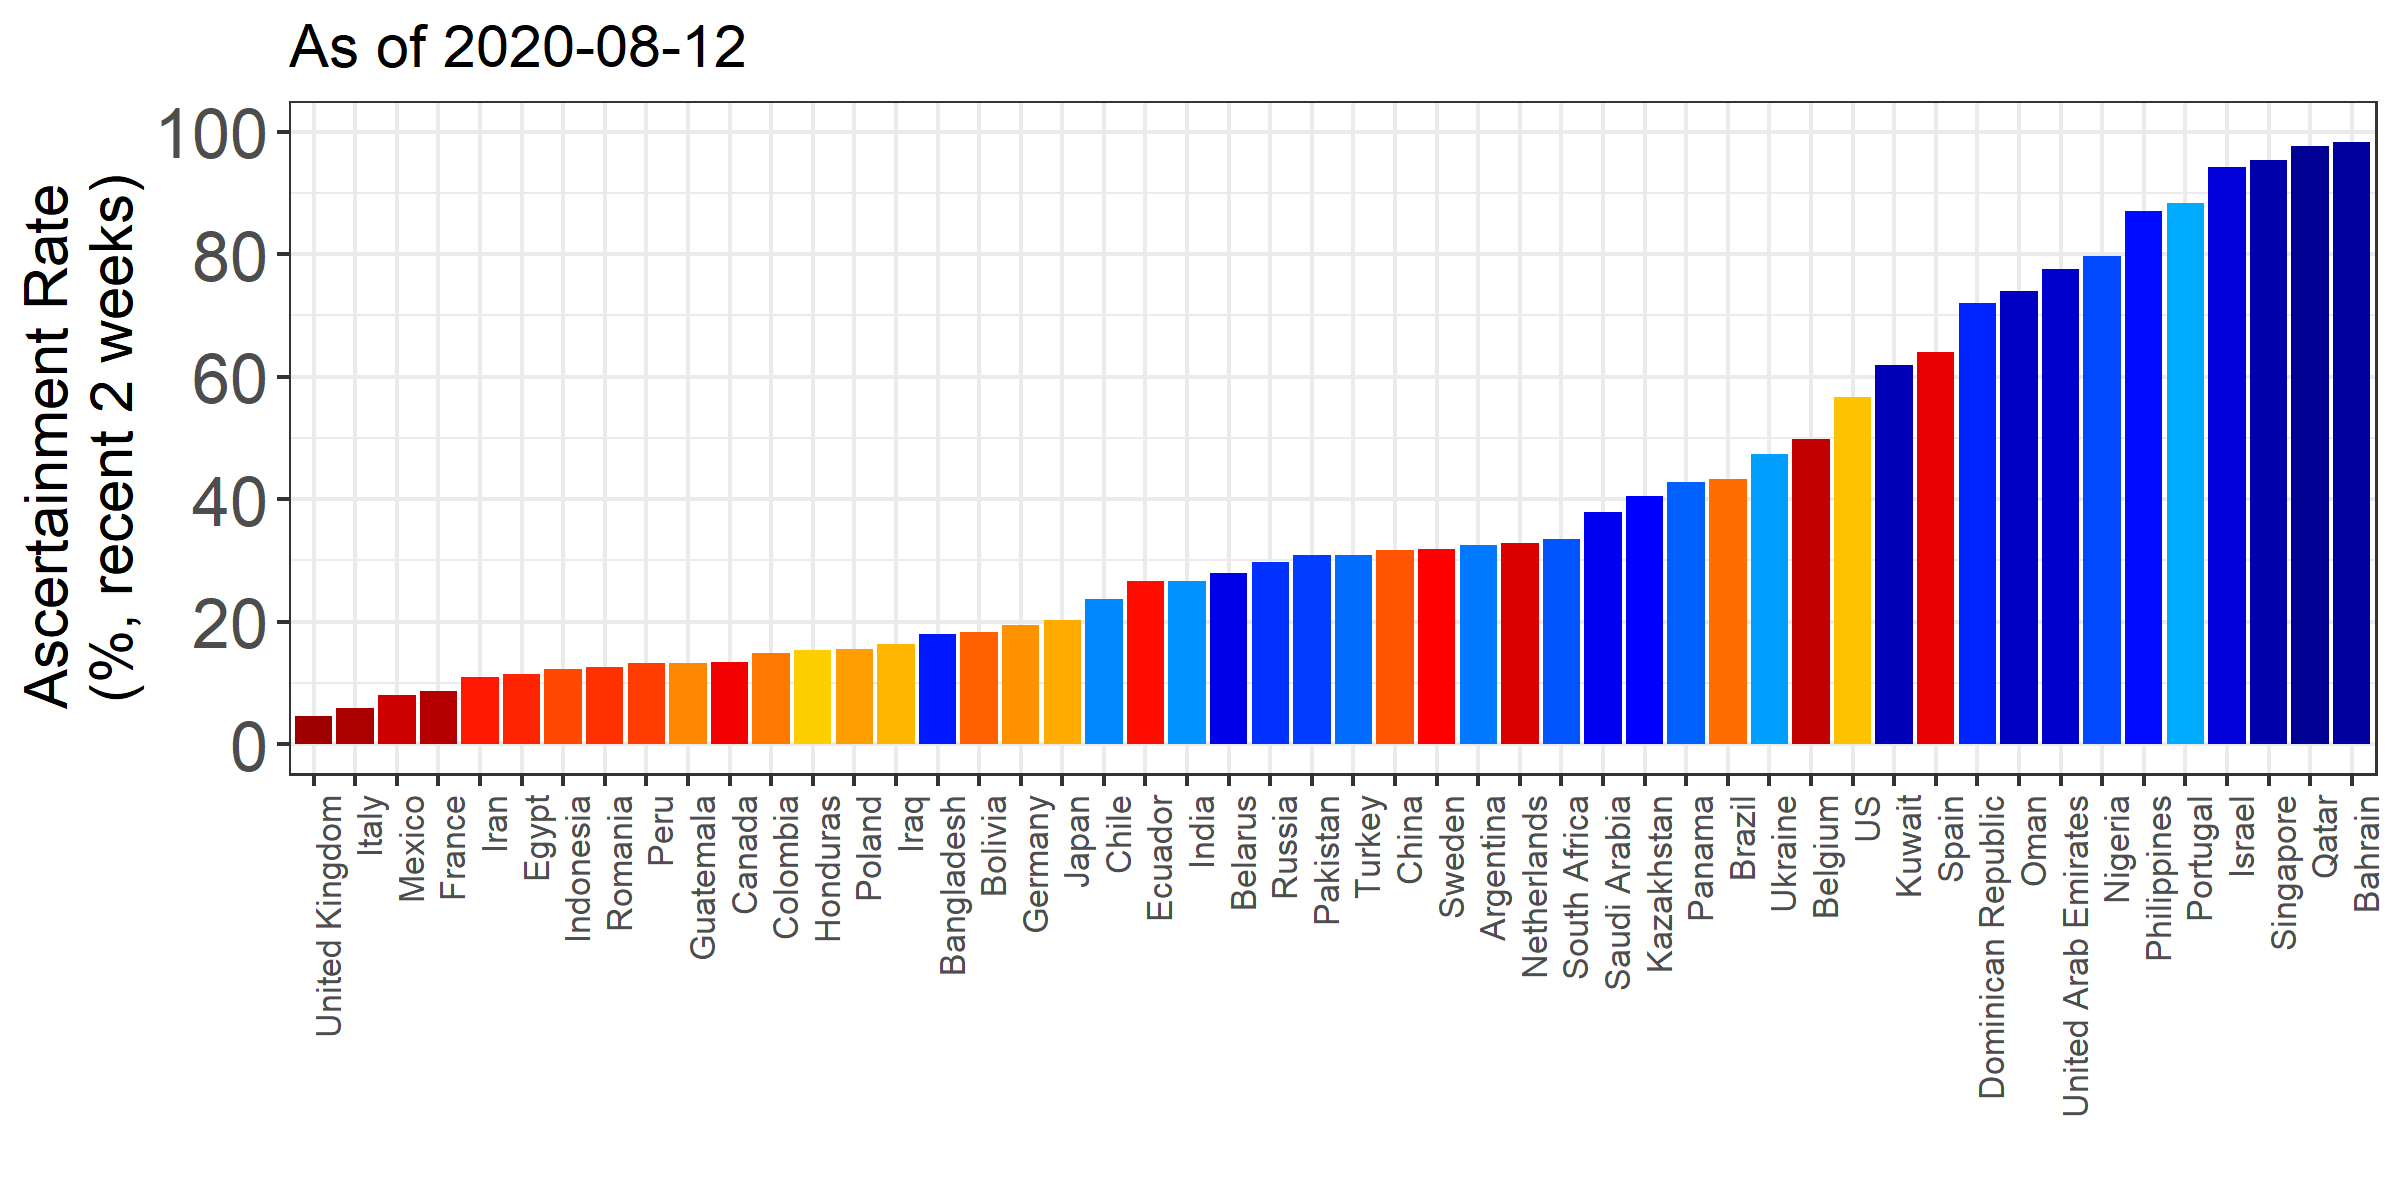 As of 2020-08-12
Ascertainment Rate
(%, recent 2 weeks)
100
80
60
40
20
0
United Kingdom
Italy
Mexico
France
Iran
Egypt
Indonesia
Romania
Peru
Guatemala
Canada
Colombia
Honduras
Poland
Iraq
Bangladesh
Bolivia
Germany
Japan
Chile
Ecuador
India
Belarus
Russia
Pakistan
Turkey
China
Sweden
Argentina
Netherlands
South Africa
Saudi Arabia
Kazakhstan
Panama
Brazil
Ukraine
Belgium
US
Kuwait
Spain
Dominican Republic
Oman
United Arab Emirates
Nigeria
Philippines
Portugal
Israel
Singapore
Qatar
Bahrain